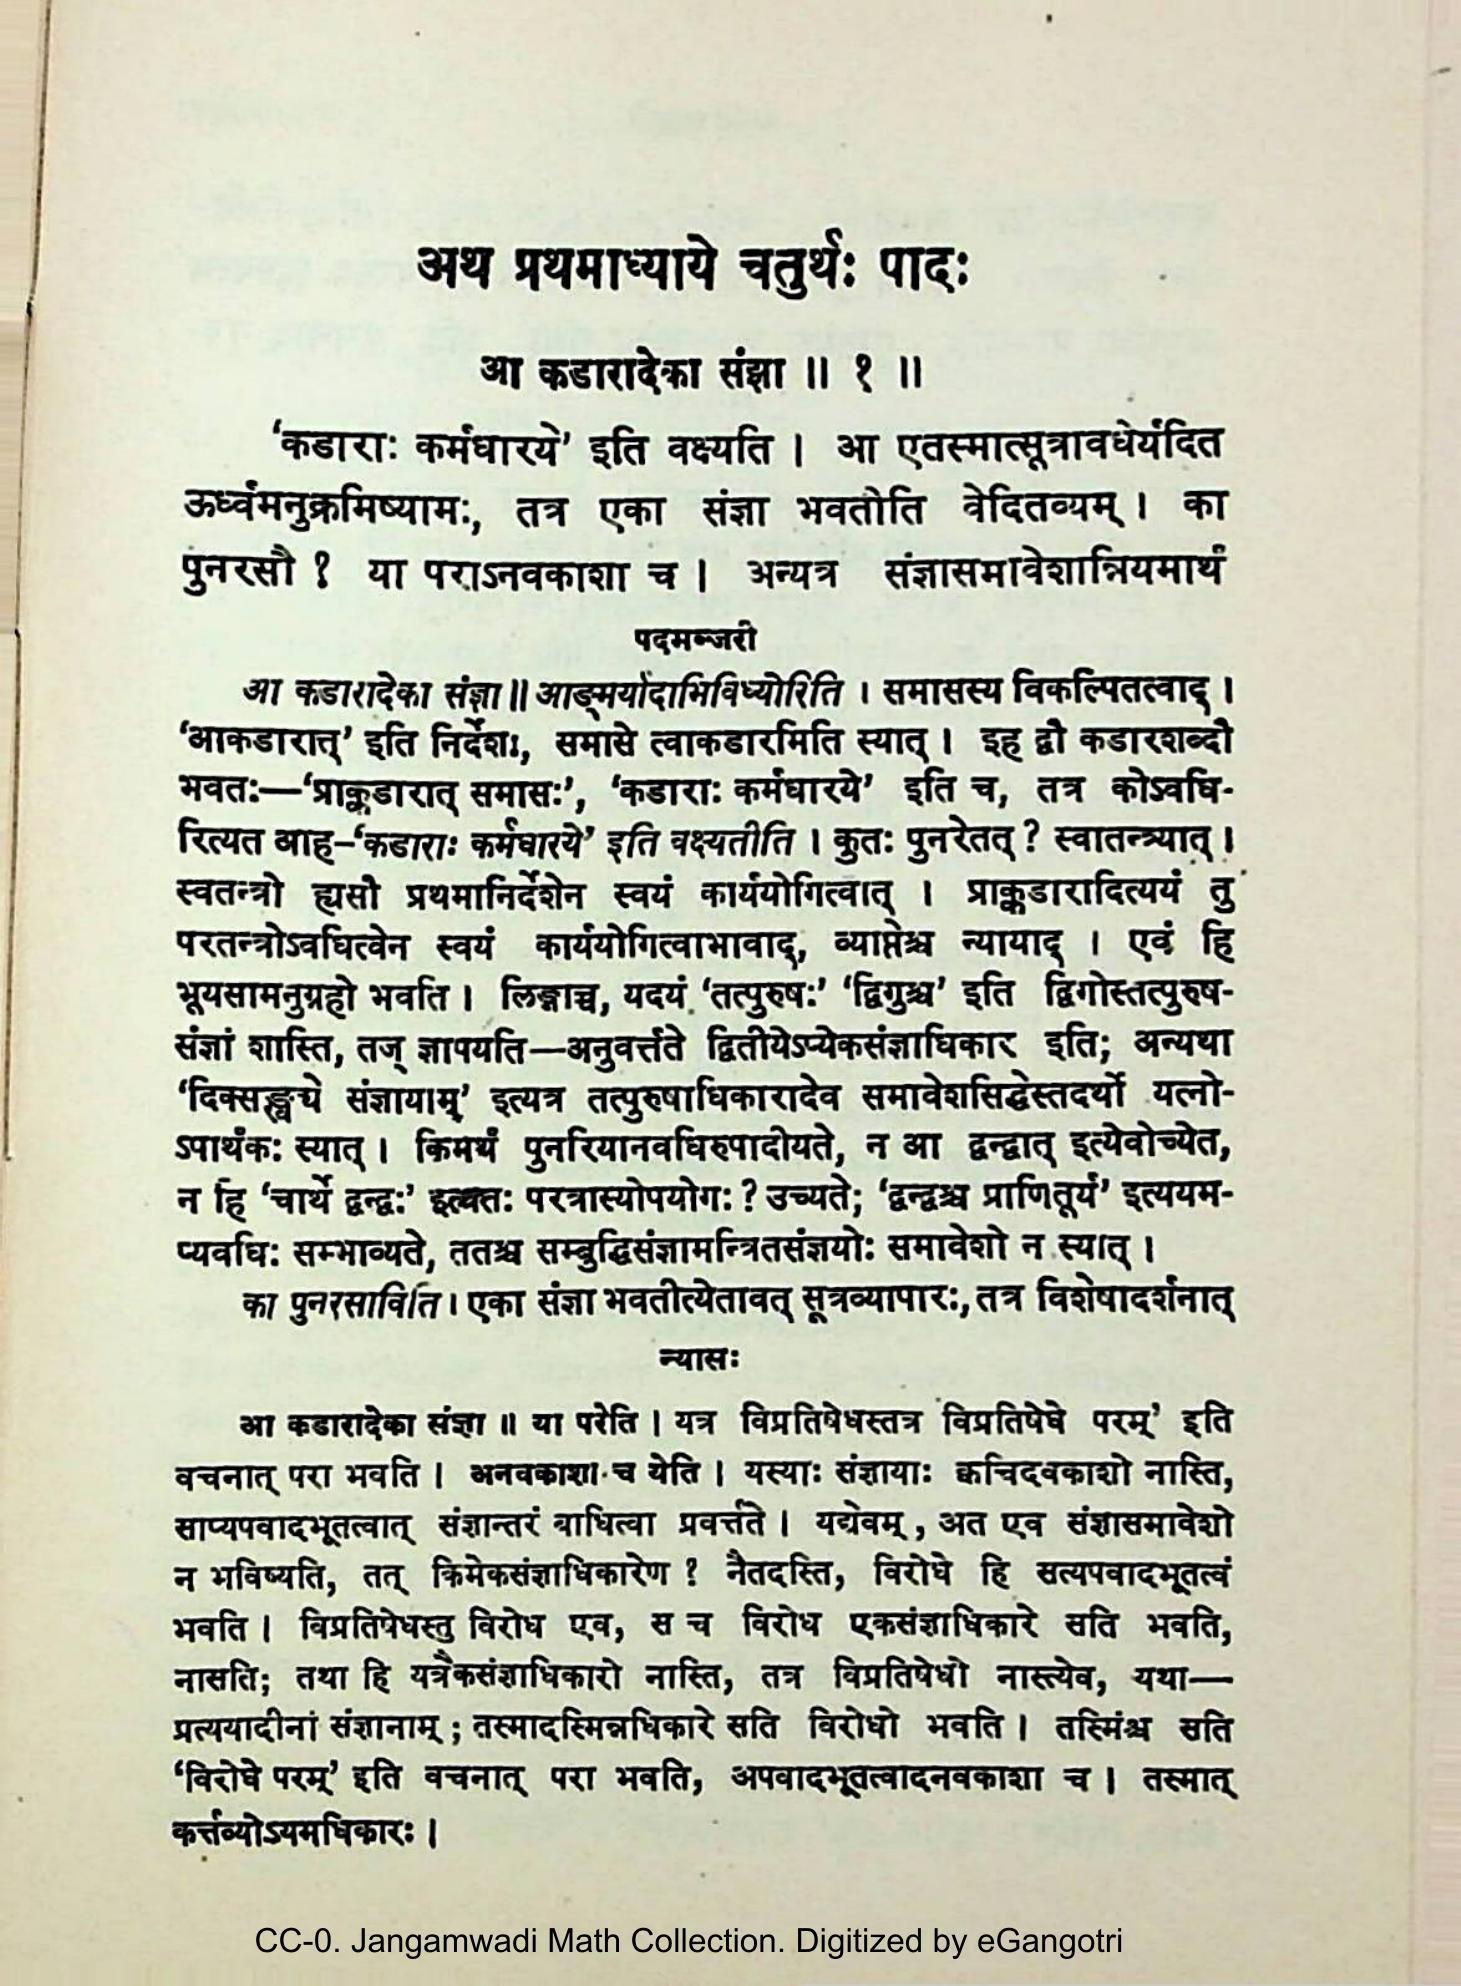 अथ प्रथमाध्याये चतुर्थः पादः
आ कडारादेका संज्ञा ॥ १ ॥
‘कडाराः कर्मधारये’ इति वक्ष्यति । आ एतस्मात्सूत्रावधेर्यदित
ऊर्ध्वमनुक्रमिष्यामः, तत्र एका संज्ञा भवतीति वेदितव्यम् । का
पुनरसौ ? या पराऽनवकाशा च । अन्यत्र संज्ञासमावेशान्नियमार्थं
पदमञ्जरी
आ कडारादेका संज्ञा ॥ आङ्मर्यादाभिविध्योरिति । समासस्य विकल्पितत्वाद् ।
‘आकडारात्’ इति निर्देशः, समासे त्वाकडारमिति स्यात् । इह द्वौ कडारशब्दौ
भवतः—‘प्राक्कडारात् समासः’, ‘कडाराः कर्मधारये’ इति च, तत्र कोऽवधि-
रित्यत आह–‘कडाराः कर्मधारये’ इति वक्ष्यतीति । कुतः पुनरेतत् ? स्वातन्त्र्यात् ।
स्वतन्त्रो ह्यसौ प्रथमानिर्देशेन स्वयं कार्ययोगित्वात् । प्राक्कडारादित्ययं तु
परतन्त्रोऽवधित्वेन स्वयं कार्ययोगित्वाभावाद्, व्याप्तेश्च न्यायाद् । एवं हि
भूयसामनुग्रहो भवति । लिङ्गाच्च, यदयं ‘तत्पुरुषः’ ‘द्विगुश्च’ इति द्विगोस्तत्पुरुष-
संज्ञां शास्ति, तज् ज्ञापयति—अनुवर्त्तते द्वितीयेऽप्येकसंज्ञाधिकार इति; अन्यथा
‘दिक्सङ्ख्ये संज्ञायाम्’ इत्यत्र तत्पुरुषाधिकारादेव समावेशसिद्धेस्तदर्थो यत्नो-
ऽपार्थकः स्यात् । किमर्थं पुनरियानवधिरुपादीयते, न आ द्वन्द्वात् इत्येवोच्येत,
न हि ‘चार्थे द्वन्द्वः’ इत्यतः परत्रास्योपयोगः ? उच्यते; ‘द्वन्द्वश्च प्राणितूर्य’ इत्ययम-
प्यवधिः सम्भाव्यते, ततश्च सम्बुद्धिसंज्ञामन्त्रितसंज्ञयोः समावेशो न स्यात् ।
का पुनरसाविति । एका संज्ञा भवतीत्येतावत् सूत्रव्यापारः, तत्र विशेषादर्शनात्
न्यासः
आ कडारादेका संज्ञा ॥ या परेति । यत्र विप्रतिषेधस्तत्र ‘विप्रतिषेधे परम्’ इति
वचनात् परा भवति । अनवकाशा च येति । यस्याः संज्ञायाः क्वचिदवकाशो नास्ति,
साप्यपवादभूतत्वात् संज्ञान्तरं बाधित्वा प्रवर्त्तते । यद्येवम्, अत एव संज्ञासमावेशो
न भविष्यति, तत् किमेकसंज्ञाधिकारेण ? नैतदस्ति, विरोधे हि सत्यपवादभूतत्वं
भवति । विप्रतिषेधस्तु विरोध एव, स च विरोध एकसंज्ञाधिकारे सति भवति,
नासति; तथा हि यत्रैकसंज्ञाधिकारो नास्ति, तत्र विप्रतिषेधो नास्त्येव, यथा—
प्रत्ययादीनां संज्ञानाम्; तस्मादस्मिन्नधिकारे सति विरोधो भवति । तस्मिंश्च सति
‘विरोधे परम्’ इति वचनात् परा भवति, अपवादभूतत्वादनवकाशा च । तस्मात्
कर्त्तव्योऽयमधिकारः ।
CC-0. Jangamwadi Math Collection. Digitized by eGangotri